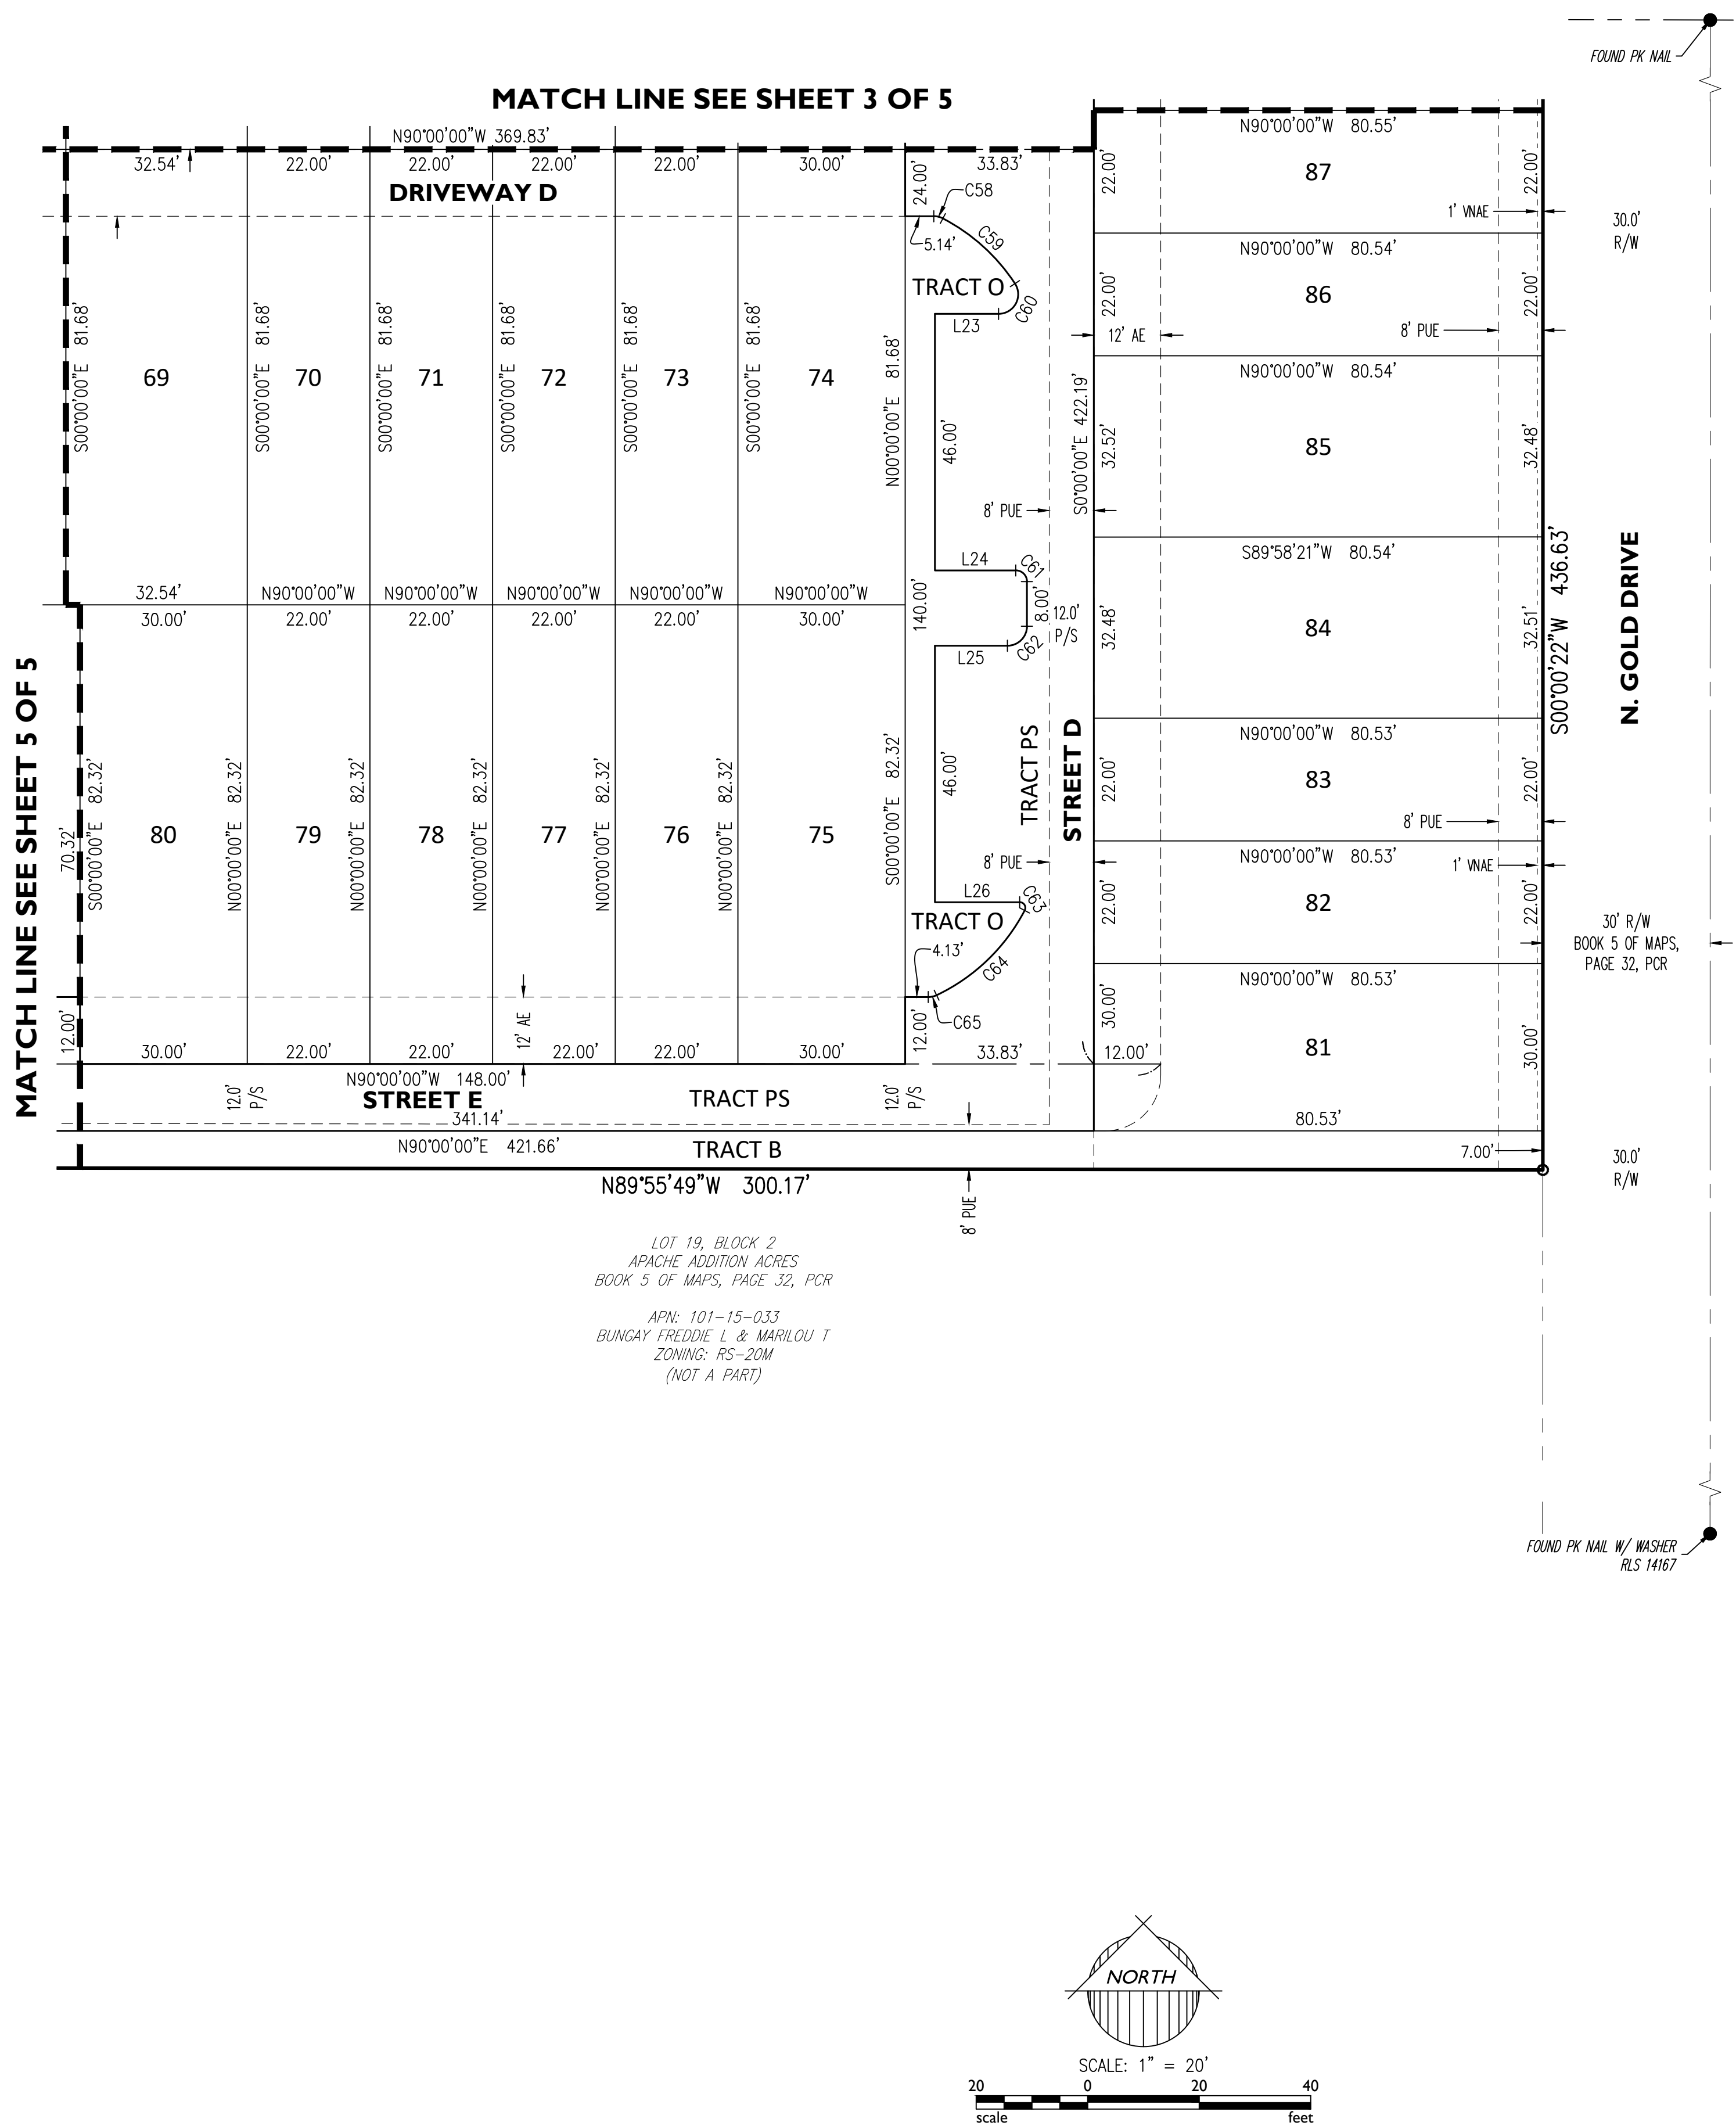 FOUND PK NAIL
MATCH LINE SEE SHEET 3 OF 5
N90°00'00"W 369.83'
32.54'
22.00'
22.00'
22.00'
22.00'
30.00'
33.83'
DRIVEWAY D
24.00'
C58
5.14'
C59
TRACT O
C60
L23
S00°00'00"E 81.68'
S00°00'00"E 81.68'
S00°00'00"E 81.68'
S00°00'00"E 81.68'
S00°00'00"E 81.68'
S00°00'00"E 81.68'
N00°00'00"E 81.68'
69
70
71
72
73
74
46.00'
8' PUE
S0°00'00"E 422.19'
L24
C61
8.00'
C62
L25
140.00'
12.0'
P/S
32.54'
N90°00'00"W
N90°00'00"W
N90°00'00"W
N90°00'00"W
N90°00'00"W
30.00'
22.00'
22.00'
22.00'
22.00'
30.00'
MATCH LINE SEE SHEET 5 OF 5
70.32'
S00°00'00"E 82.32'
N00°00'00"E 82.32'
N00°00'00"E 82.32'
N00°00'00"E 82.32'
N00°00'00"E 82.32'
N00°00'00"E 82.32'
S00°00'00"E 82.32'
80
79
78
77
76
75
46.00'
TRACT PS
STREET D
8' PUE
L26
C63
TRACT O
4.13'
C64
C65
12.00'
12' AE
12.00'
30.00'
22.00'
22.00'
22.00'
22.00'
30.00'
33.83'
12.00'
N90°00'00"W 148.00'
12.0'
P/S
STREET E
TRACT PS
12.0'
P/S
341.14'
N90°00'00"E 421.66'
TRACT B
N89°55'49"W 300.17'
8' PUE
N90°00'00"W 80.55'
22.00'
87
22.00'
1' VNAE
30.0'
R/W
N90°00'00"W 80.54'
22.00'
86
22.00'
12' AE
8' PUE
N90°00'00"W 80.54'
32.52'
85
32.48'
S89°58'21"W 80.54'
32.48'
84
32.51'
S00°00'22"W 436.63'
N. GOLD DRIVE
N90°00'00"W 80.53'
22.00'
83
22.00'
8' PUE
N90°00'00"W 80.53'
1' VNAE
22.00'
82
22.00'
30' R/W
BOOK 5 OF MAPS,
PAGE 32, PCR
N90°00'00"W 80.53'
30.00'
81
30.00'
80.53'
7.00'
30.0'
R/W
LOT 19, BLOCK 2
APACHE ADDITION ACRES
BOOK 5 OF MAPS, PAGE 32, PCR
APN: 101-15-033
BUNGAY FREDDIE L & MARILOU T
ZONING: RS-20M
(NOT A PART)
FOUND PK NAIL W/ WASHER
RLS 14167
NORTH
SCALE: 1" = 20'
20 0 20 40
scale feet